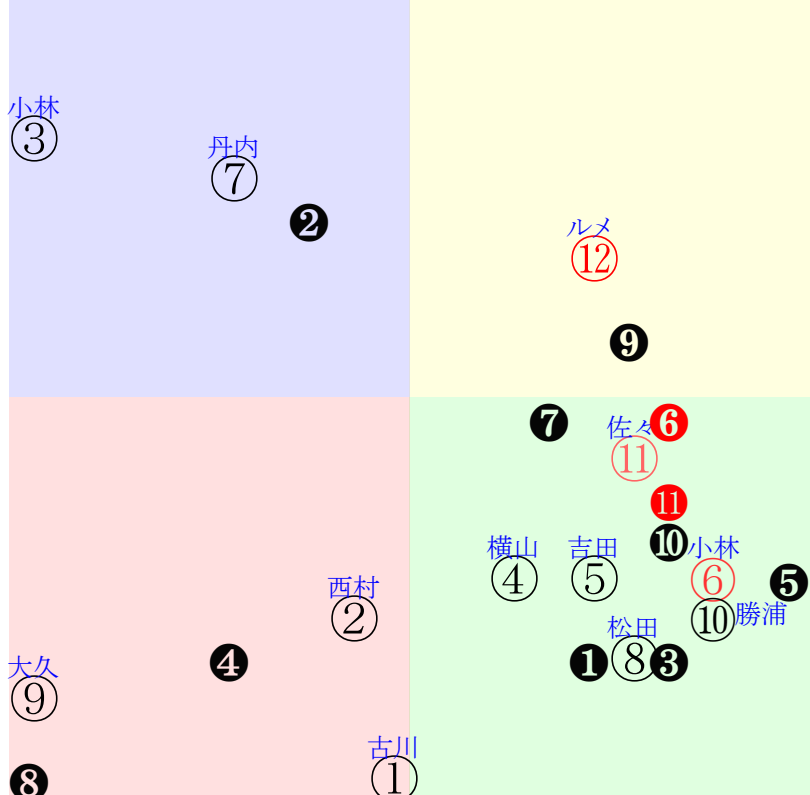 小林
③
丹内
⑦
❷
ルメ
⑫
❾
❼
佐々
❻
⑪
⓫
横山
④
吉田
⑤
❿
小林
⑥
❺
西村
②
⑩
勝浦
松田
⑧
❶
❸
❹
大久
⑨
古川
①
❽